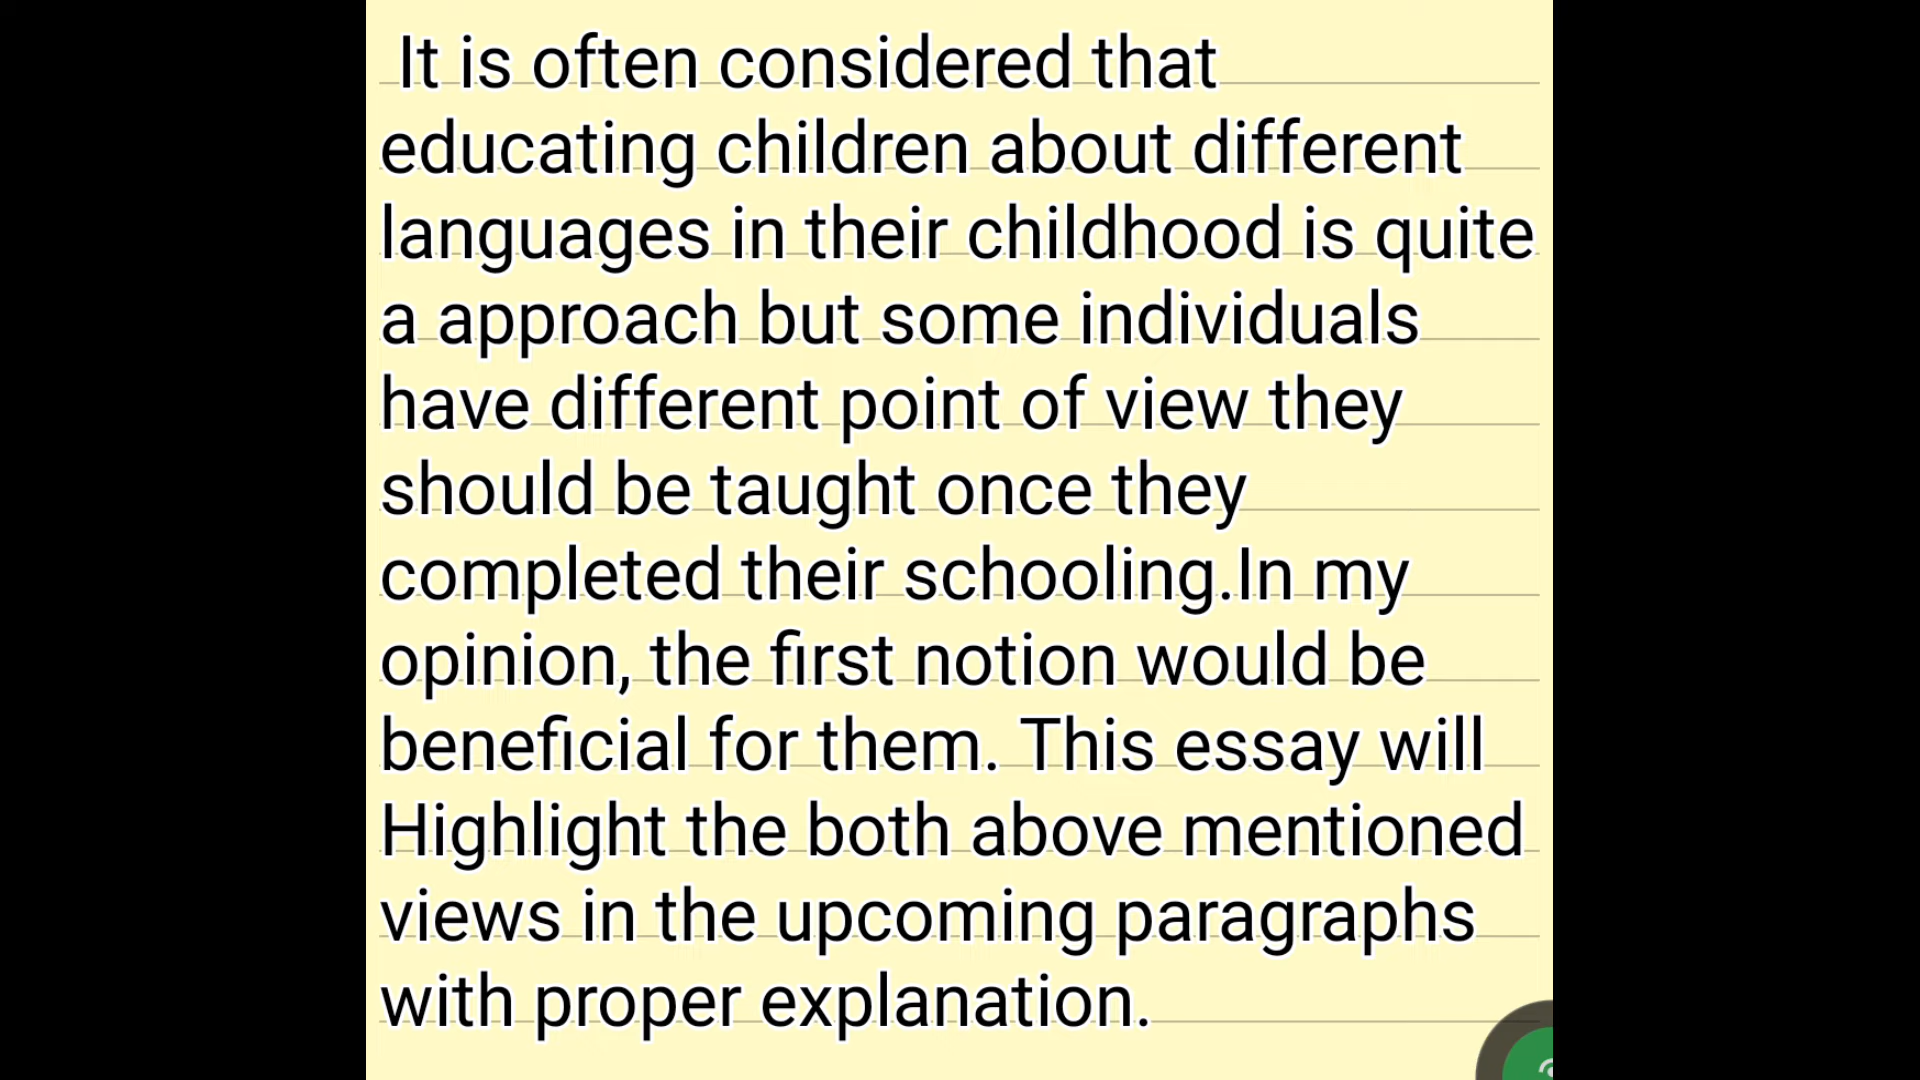 It is often considered that
educating children about different
languages in their childhood is quite
a approach but some individuals
have different point of view they
should be taught once they
completed their schooling.In my
opinion, the first notion would be
beneficial for them. This essay will
Highlight the both above mentioned
views in the upcoming paragraphs
with proper explanation.